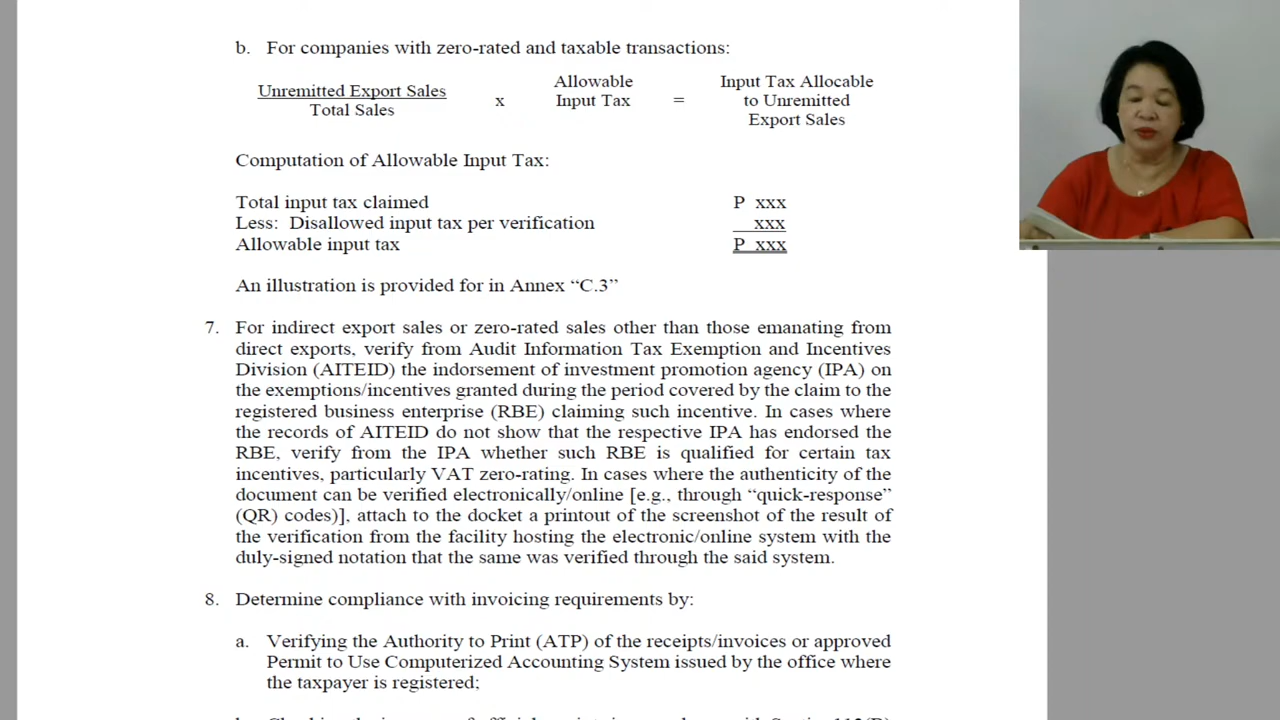 b. For companies with zero-rated and taxable transactions:
Unremitted Export Sales x Allowable = Input Tax Allocable
Total Sales Input Tax to Unremitted
Export Sales
Computation of Allowable Input Tax:
Total input tax claimed P xxx
Less: Disallowed input tax per verification xxx
Allowable input tax P xxx
An illustration is provided for in Annex “C.3”
7. For indirect export sales or zero-rated sales other than those emanating from
direct exports, verify from Audit Information Tax Exemption and Incentives
Division (AITEID) the indorsement of investment promotion agency (IPA) on
the exemptions/incentives granted during the period covered by the claim to the
registered business enterprise (RBE) claiming such incentive. In cases where
the records of AITEID do not show that the respective IPA has endorsed the
RBE, verify from the IPA whether such RBE is qualified for certain tax
incentives, particularly VAT zero-rating. In cases where the authenticity of the
document can be verified electronically/online [e.g., through “quick-response”
(QR) codes)], attach to the docket a printout of the screenshot of the result of
the verification from the facility hosting the electronic/online system with the
duly-signed notation that the same was verified through the said system.
8. Determine compliance with invoicing requirements by:
a. Verifying the Authority to Print (ATP) of the receipts/invoices or approved
Permit to Use Computerized Accounting System issued by the office where
the taxpayer is registered;